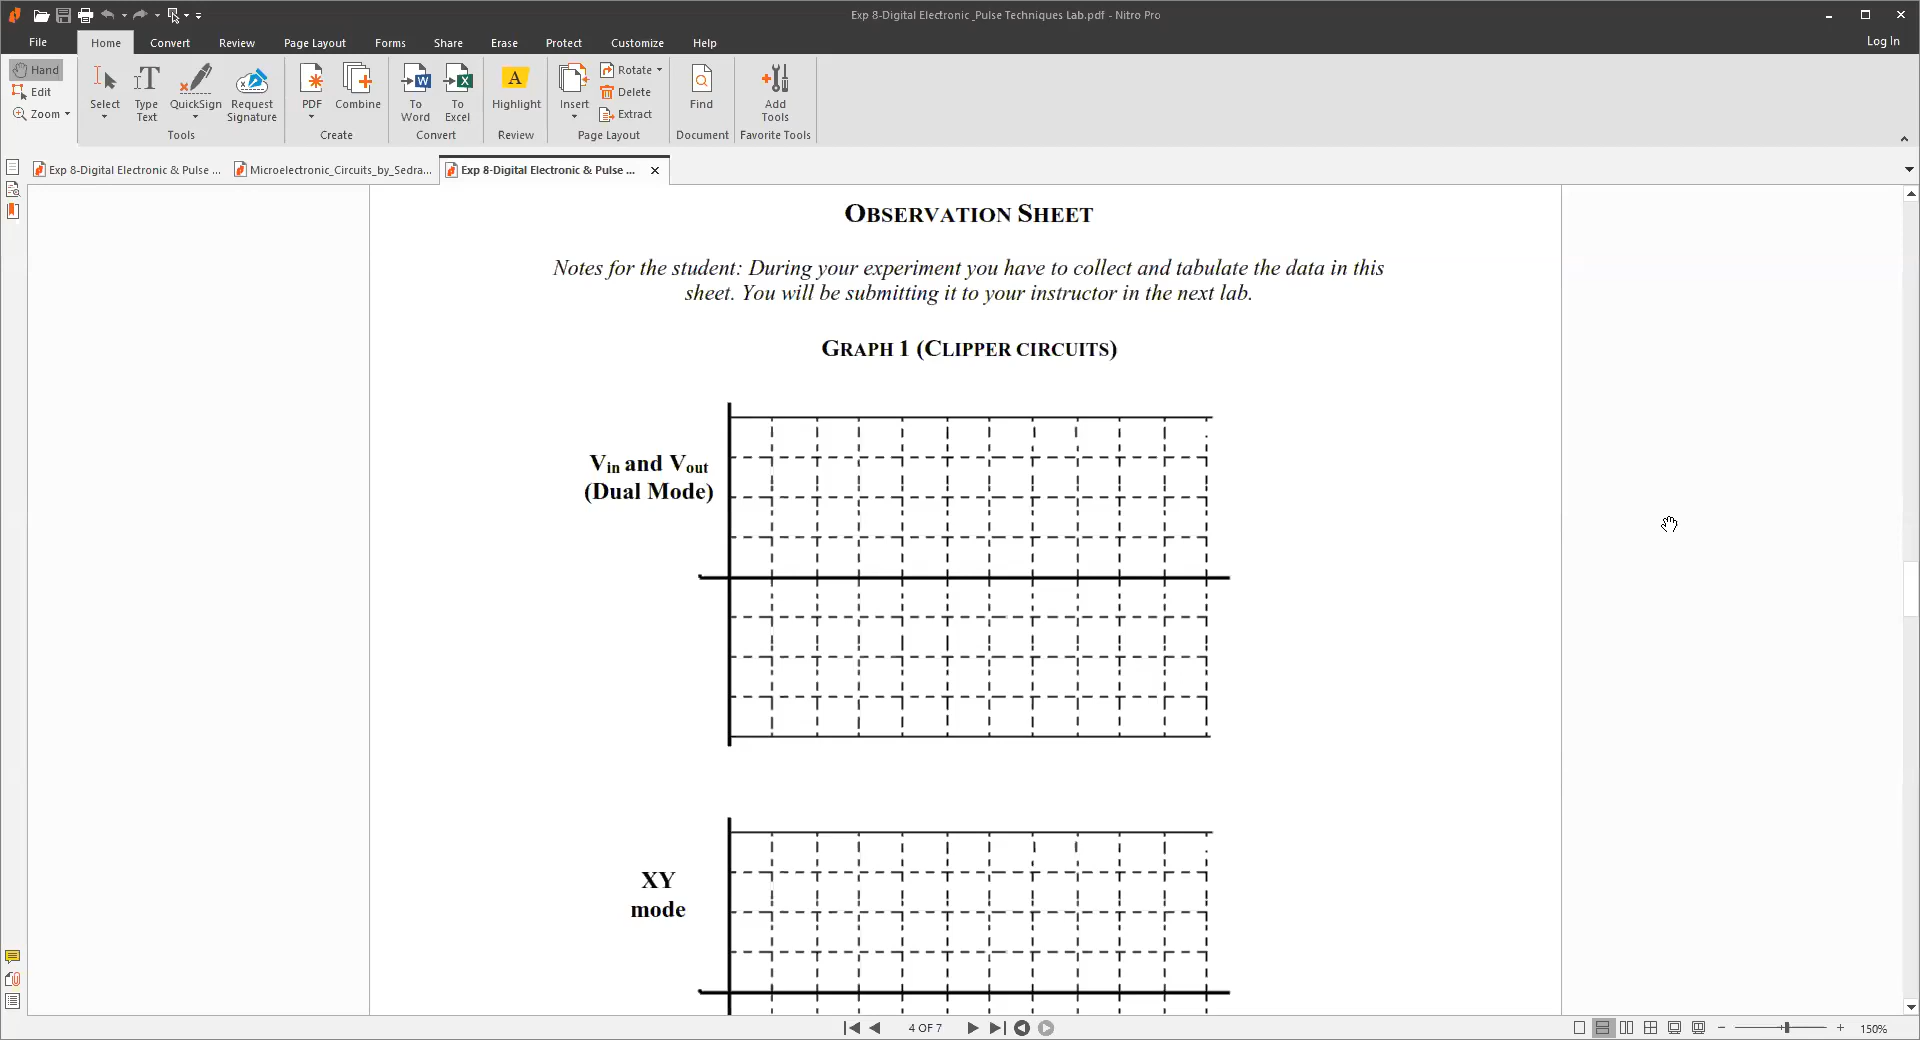 Exp 8-Digital Electronic_Pulse Techniques Lab.pdf - Nitro Pro
File Home Convert Review Page Layout Forms Share Erase Protect Customize Help Log In
Hand
Edit
Zoom
Select
Type Text
QuickSign
Request Signature
Tools
PDF
Combine
Create
To Word
To Excel
Convert
Highlight
Review
Insert
Rotate
Delete
Extract
Page Layout
Find
Document
Add Tools
Favorite Tools
Exp 8-Digital Electronic & Pulse ...
Microelectronic_Circuits_by_Sedra...
Exp 8-Digital Electronic & Pulse ...
OBSERVATION SHEET
Notes for the student: During your experiment you have to collect and tabulate the data in this
sheet. You will be submitting it to your instructor in the next lab.
GRAPH 1 (CLIPPER CIRCUITS)
Vin and Vout
(Dual Mode)
XY
mode
4 OF 7
150%